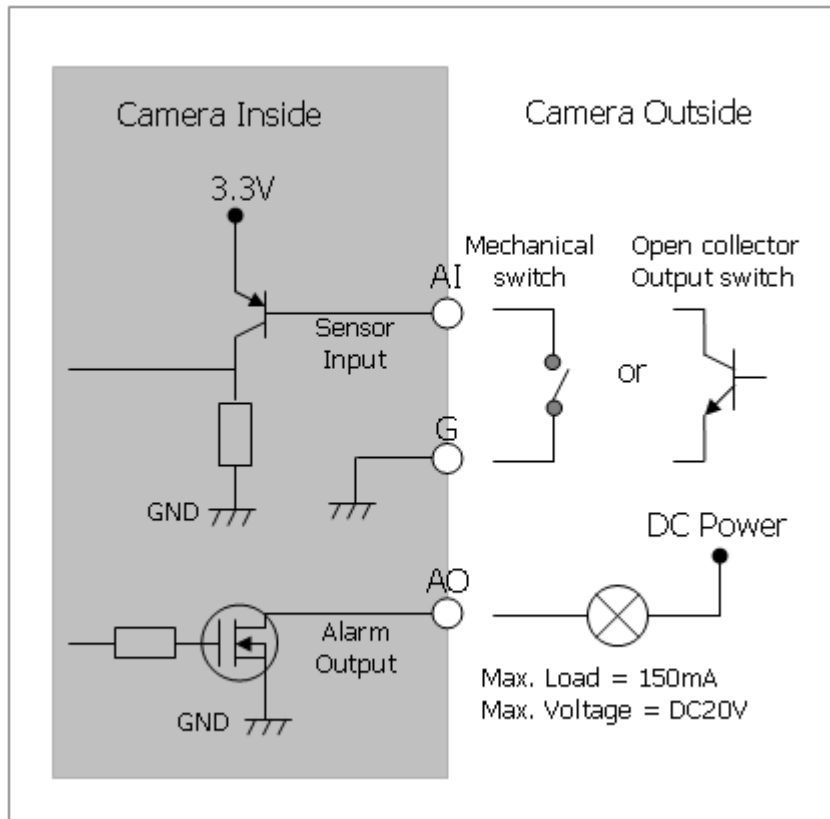 Camera Inside
Camera Outside
3.3V
AI
Sensor
Input
Mechanical
switch
or
Open collector
Output switch
G
GND
DC Power
AO
Alarm
Output
GND
Max. Load = 150mA
Max. Voltage = DC20V